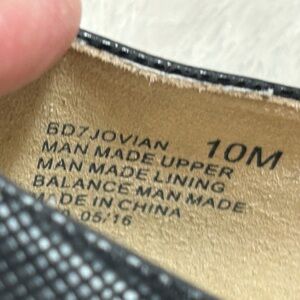 BD7JOVIAN 10M
MAN MADE UPPER
MAN MADE LINING
BALANCE MAN MADE
MADE IN CHINA
05/16